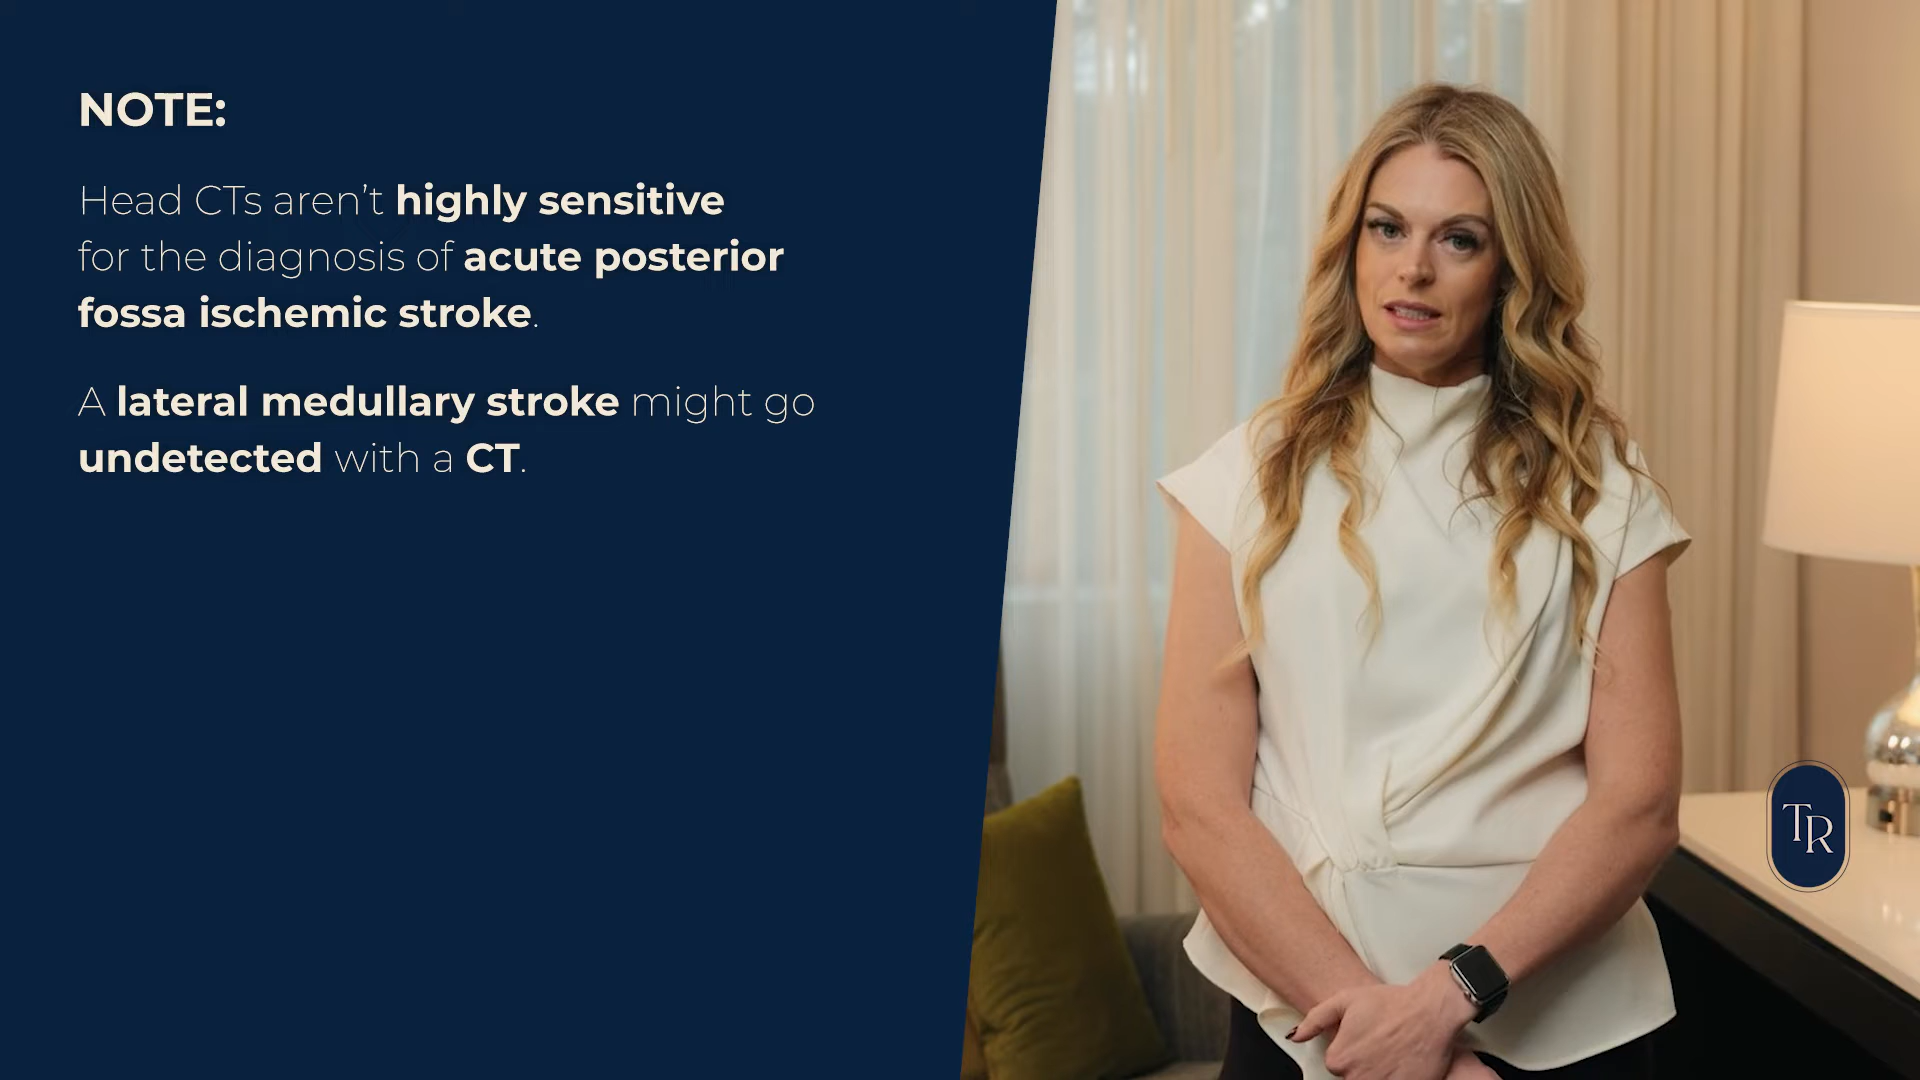 NOTE:
Head CTs aren’t highly sensitive
for the diagnosis of acute posterior
fossa ischemic stroke.
A lateral medullary stroke might go
undetected with a CT.
TR